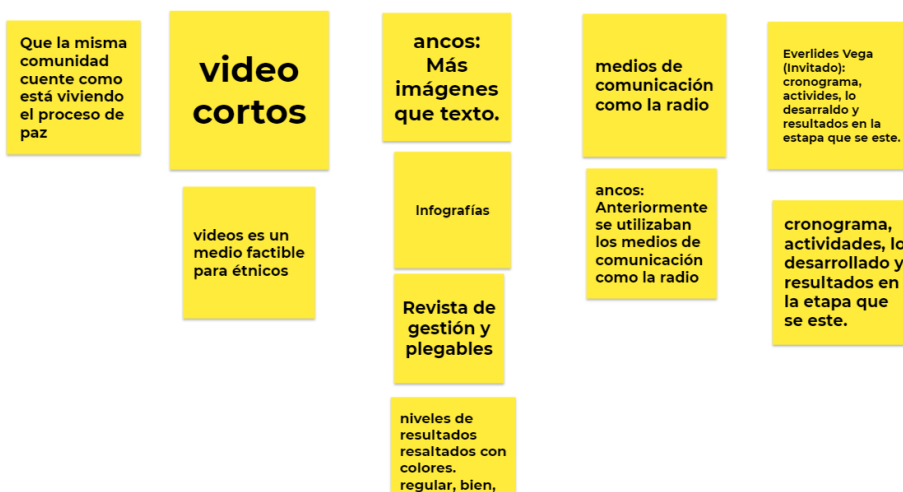 Que la misma
comunidad
cuente como
está viviendo
el proceso de
paz
video
cortos
videos es un
medio factible
para étnicos
ancos:
Más
imágenes
que texto.
Infografías
Revista de
gestión y
plegables
niveles de
resultados
resaltados con
colores.
regular, bien,
medios de
comunicación
como la radio
ancos:
Anteriormente
se utilizaban
los medios de
comunicación
como la radio
Everlides Vega
(Invitado):
cronograma,
activides, lo
desarraldo y
resultados en la
estapa que se este.
cronograma,
actividades, lo
desarrollado y
resultados en
la etapa que
se este.